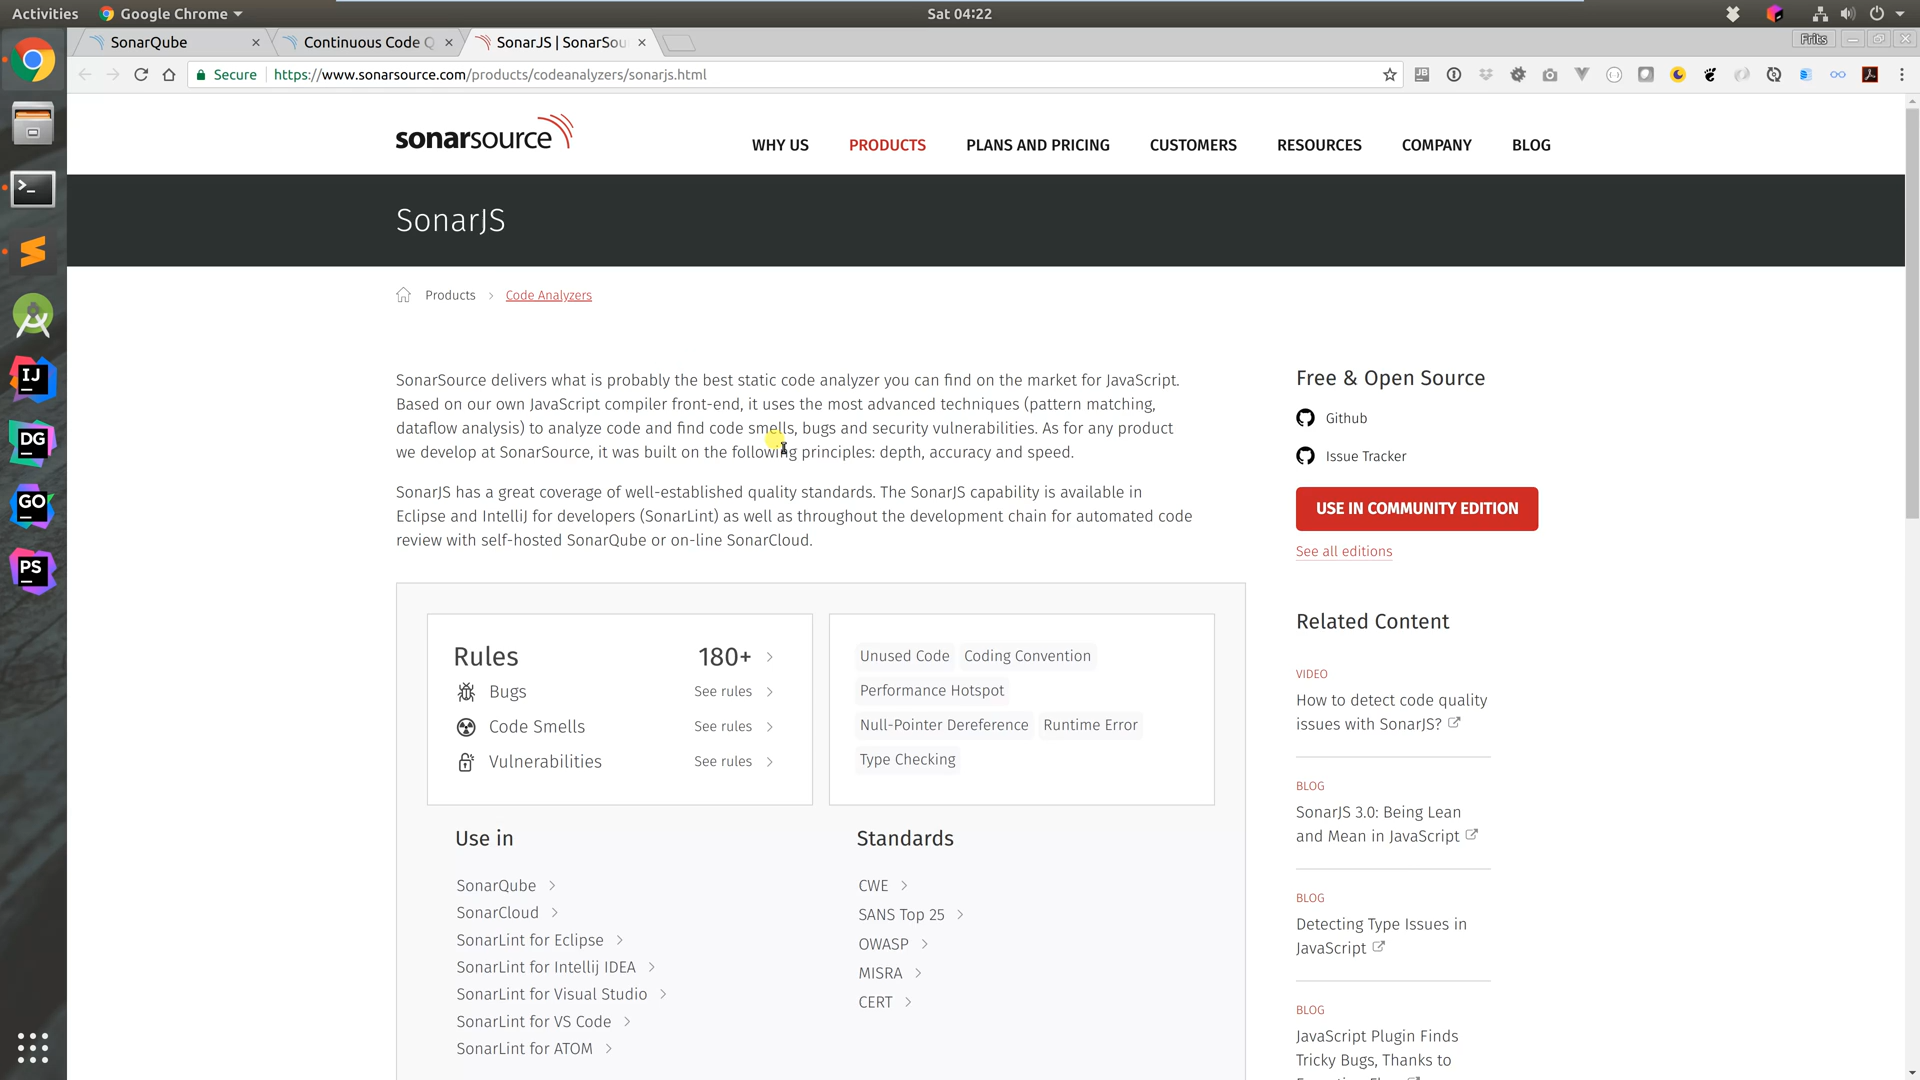 Activities
Google Chrome
Sat 04:22
SonarQube
Continuous Code Q
SonarJS | SonarSou
Frits
Secure
https://www.sonarsource.com/products/codeanalyzers/sonarjs.html
sonarsource
WHY US
PRODUCTS
PLANS AND PRICING
CUSTOMERS
RESOURCES
COMPANY
BLOG
SonarJS
Products
Code Analyzers
SonarSource delivers what is probably the best static code analyzer you can find on the market for JavaScript.
Based on our own JavaScript compiler front-end, it uses the most advanced techniques (pattern matching,
dataflow analysis) to analyze code and find code smells, bugs and security vulnerabilities. As for any product
we develop at SonarSource, it was built on the following principles: depth, accuracy and speed.
SonarJS has a great coverage of well-established quality standards. The SonarJS capability is available in
Eclipse and IntelliJ for developers (SonarLint) as well as throughout the development chain for automated code
review with self-hosted SonarQube or on-line SonarCloud.
Rules
180+
Bugs
See rules
Code Smells
See rules
Vulnerabilities
See rules
Unused Code
Coding Convention
Performance Hotspot
Null-Pointer Dereference
Runtime Error
Type Checking
Use in
SonarQube
SonarCloud
SonarLint for Eclipse
SonarLint for Intellij IDEA
SonarLint for Visual Studio
SonarLint for VS Code
SonarLint for ATOM
Standards
CWE
SANS Top 25
OWASP
MISRA
CERT
Free & Open Source
Github
Issue Tracker
USE IN COMMUNITY EDITION
See all editions
Related Content
VIDEO
How to detect code quality
issues with SonarJS?
BLOG
SonarJS 3.0: Being Lean
and Mean in JavaScript
BLOG
Detecting Type Issues in
JavaScript
BLOG
JavaScript Plugin Finds
Tricky Bugs, Thanks to
IJ
DG
GO
PS
JB